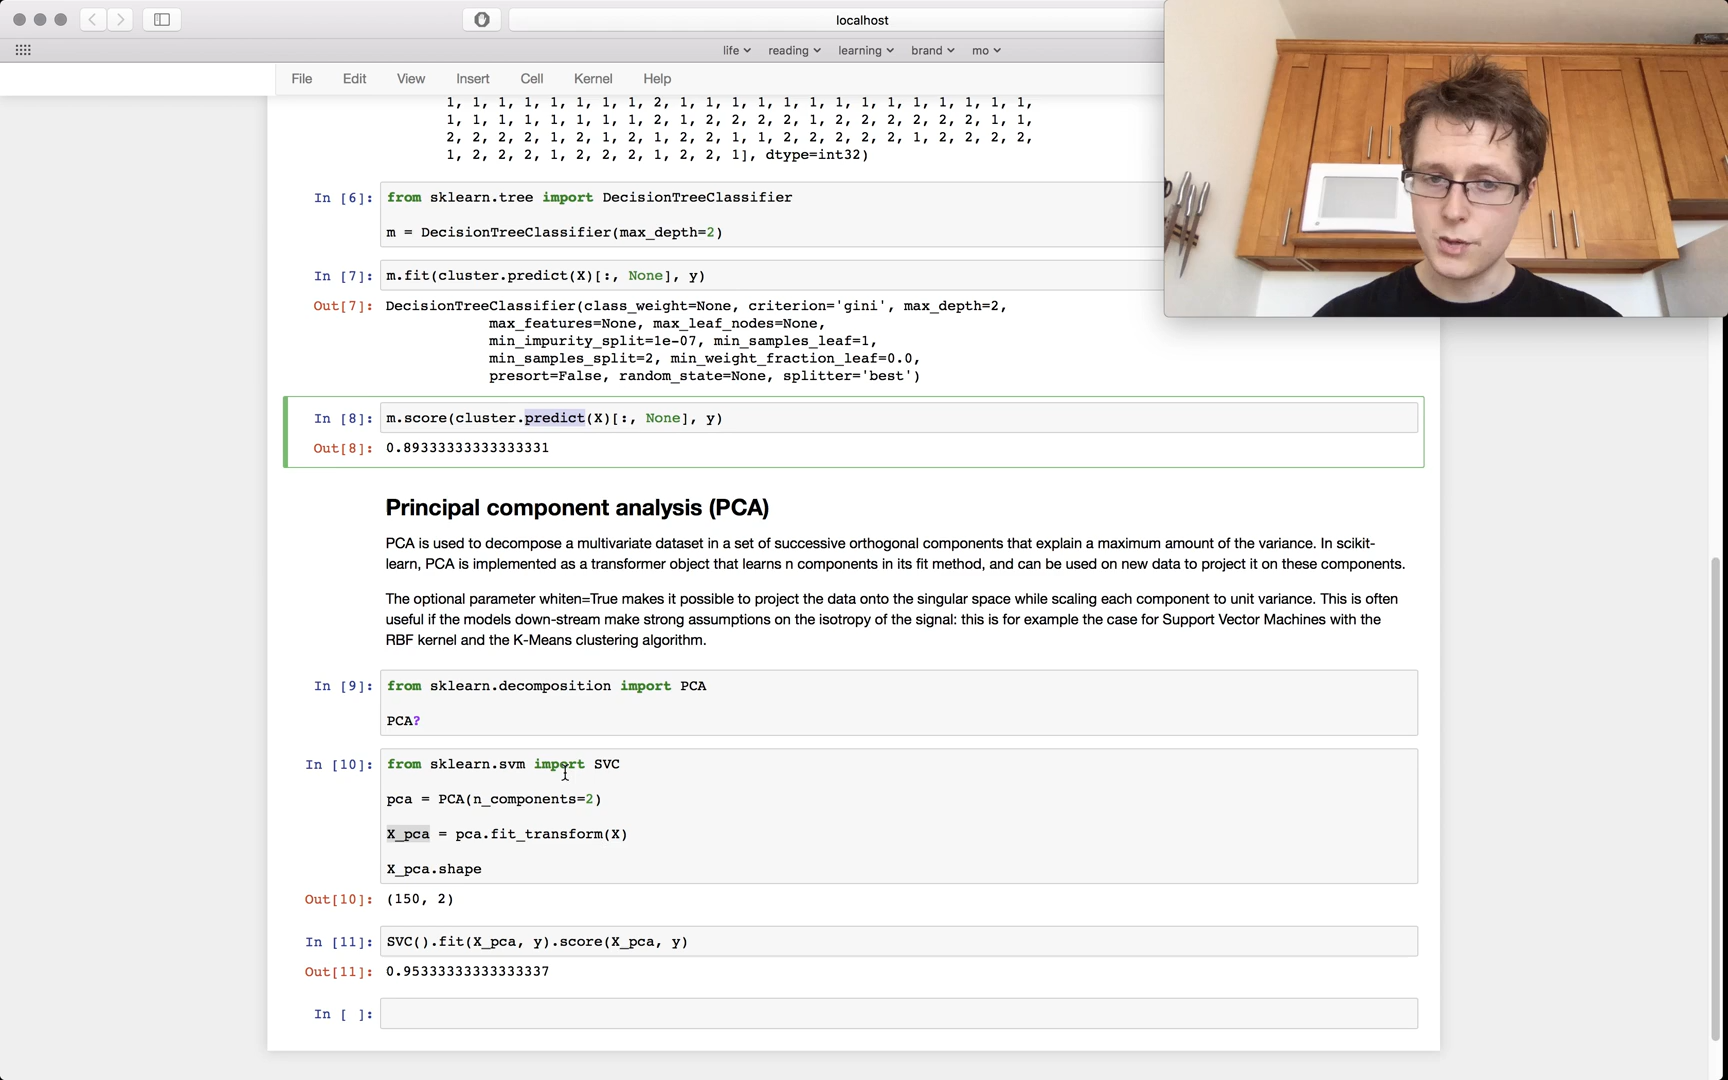 localhost
life reading learning brand mo
File Edit View Insert Cell Kernel Help
1, 1, 1, 1, 1, 1, 1, 1, 2, 1, 1, 1, 1, 1, 1, 1, 1, 1, 1, 1, 1, 1, 1,
1, 1, 1, 1, 1, 1, 1, 1, 2, 1, 2, 2, 2, 2, 1, 2, 2, 2, 2, 2, 2, 1, 1,
2, 2, 2, 2, 1, 2, 1, 2, 1, 2, 2, 1, 1, 2, 2, 2, 2, 2, 1, 2, 2, 2, 2,
1, 2, 2, 2, 1, 2, 2, 2, 1, 2, 2, 1], dtype=int32)
In [6]: from sklearn.tree import DecisionTreeClassifier
m = DecisionTreeClassifier(max_depth=2)
In [7]: m.fit(cluster.predict(X)[:, None], y)
Out[7]: DecisionTreeClassifier(class_weight=None, criterion='gini', max_depth=2,
max_features=None, max_leaf_nodes=None,
min_impurity_split=1e-07, min_samples_leaf=1,
min_samples_split=2, min_weight_fraction_leaf=0.0,
presort=False, random_state=None, splitter='best')
In [8]: m.score(cluster.predict(X)[:, None], y)
Out[8]: 0.89333333333333331
Principal component analysis (PCA)
PCA is used to decompose a multivariate dataset in a set of successive orthogonal components that explain a maximum amount of the variance. In scikit-
learn, PCA is implemented as a transformer object that learns n components in its fit method, and can be used on new data to project it on these components.
The optional parameter whiten=True makes it possible to project the data onto the singular space while scaling each component to unit variance. This is often
useful if the models down-stream make strong assumptions on the isotropy of the signal: this is for example the case for Support Vector Machines with the
RBF kernel and the K-Means clustering algorithm.
In [9]: from sklearn.decomposition import PCA
PCA?
In [10]: from sklearn.svm import SVC
pca = PCA(n_components=2)
X_pca = pca.fit_transform(X)
X_pca.shape
Out[10]: (150, 2)
In [11]: SVC().fit(X_pca, y).score(X_pca, y)
Out[11]: 0.95333333333333337
In [ ]: